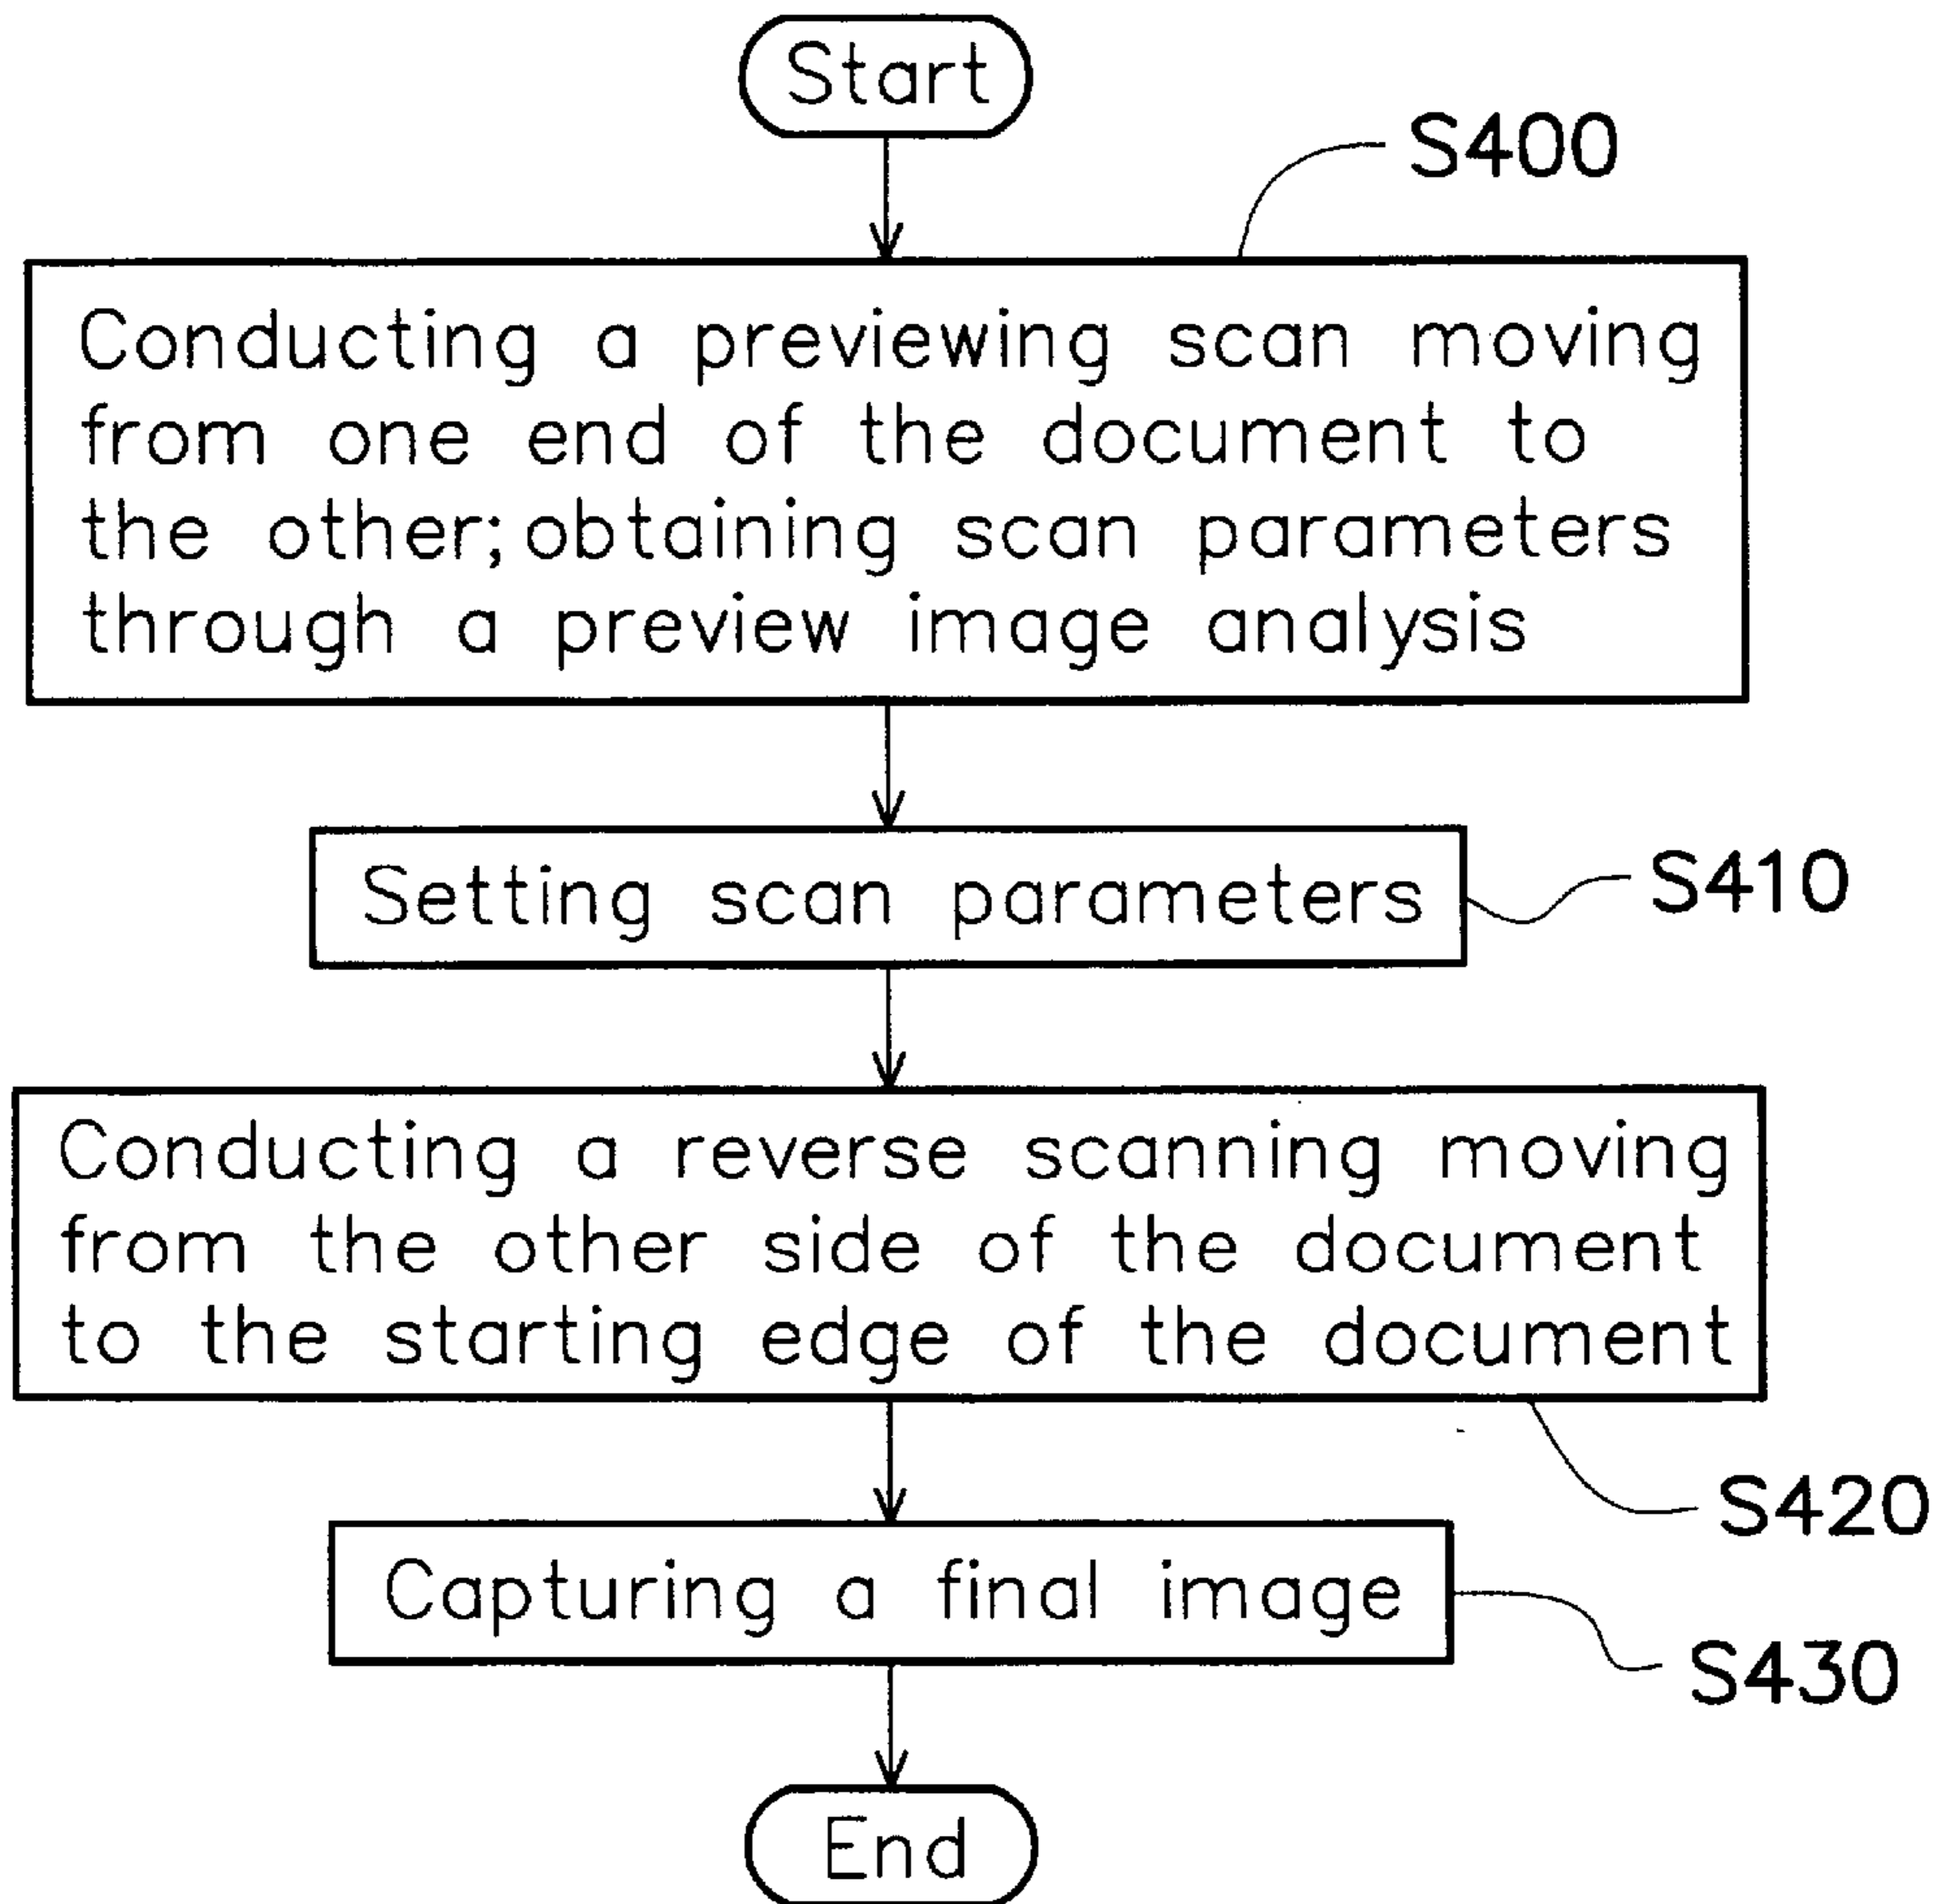 Start
S400
Conducting a previewing scan moving
from one end of the document to
the other;obtaining scan parameters
through a preview image analysis
Setting scan parameters
S410
Conducting a reverse scanning moving
from the other side of the document
to the starting edge of the document
S420
Capturing a final image
S430
End